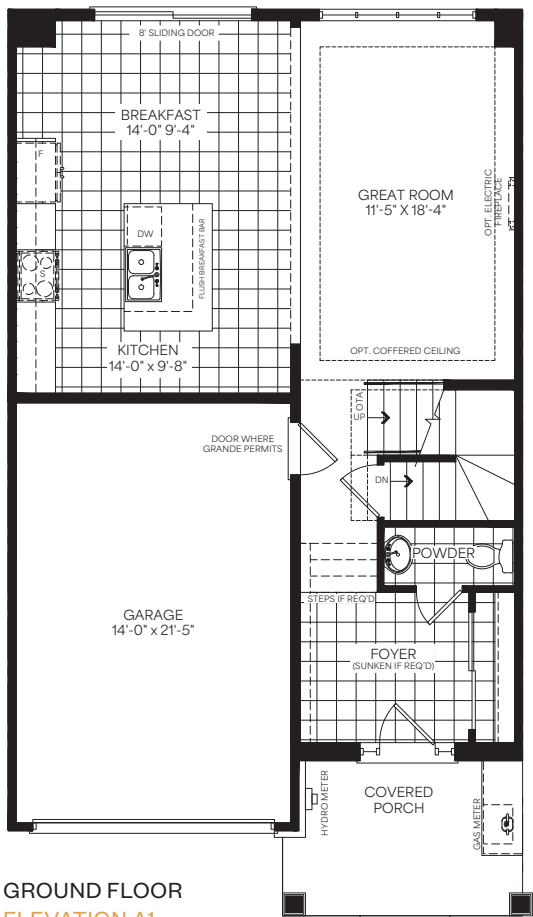 8' SLIDING DOOR
BREAKFAST
14'-0" 9'-4"
F
GREAT ROOM
11'-5" X 18'-4"
OPT. ELECTRIC
FIREPLACE
DW
FLUSH BREAKFAST BAR
S
KITCHEN
14'-0" x 9'-8"
OPT. COFFERED CEILING
OTA
UP
DOOR WHERE
GRANDE PERMITS
DN
POWDER
STEPS IF REQ'D
GARAGE
14'-0" x 21'-5"
FOYER
(SUNKEN IF REQ'D)
HYDRO METER
COVERED
PORCH
GAS METER
GROUND FLOOR
ELEVATION A1